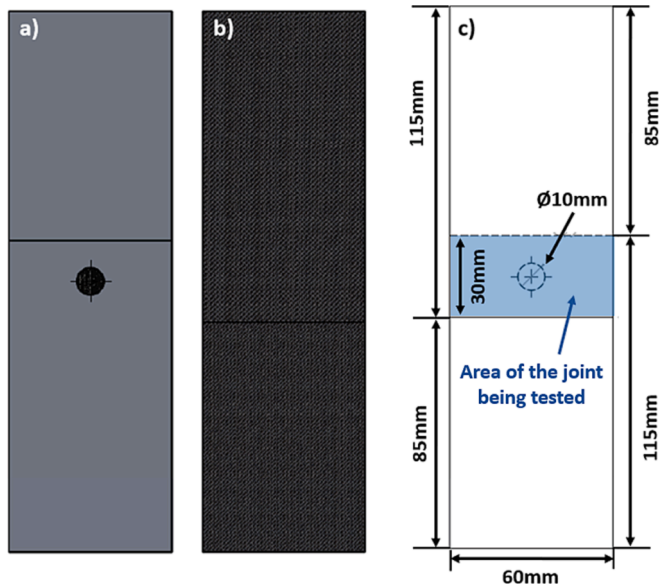 a)
b)
c)
115mm
85mm
Ø10mm
30mm
Area of the joint
being tested
85mm
115mm
60mm